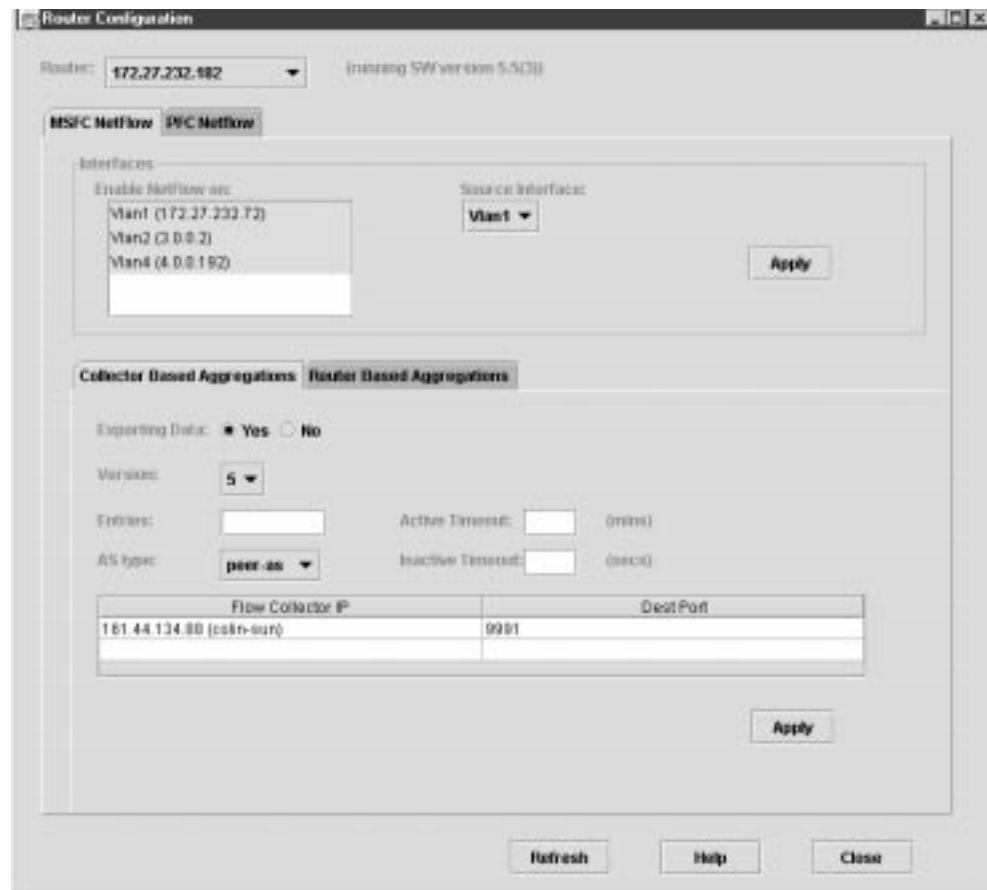 Router Configuration
Router: 172.27.232.182 (running SW version 5.5(3))
MSFC NetFlow PFC Netflow
Interfaces
Enable NetFlow on: Source Interface:
Vlan1 (172.27.233.72) Vlan1
Vlan2 (3.0.0.2)
Vlan4 (4.0.0.192)
Apply
Collector Based Aggregations Router Based Aggregations
Exporting Data: Yes No
Version: 5
Entries: Active Timeout: (mins)
AS type: peer-as Inactive Timeout: (secs)
Flow Collector IP Dest Port
161.44.134.80 (colin-sun) 9991
Apply
Refresh Help Close